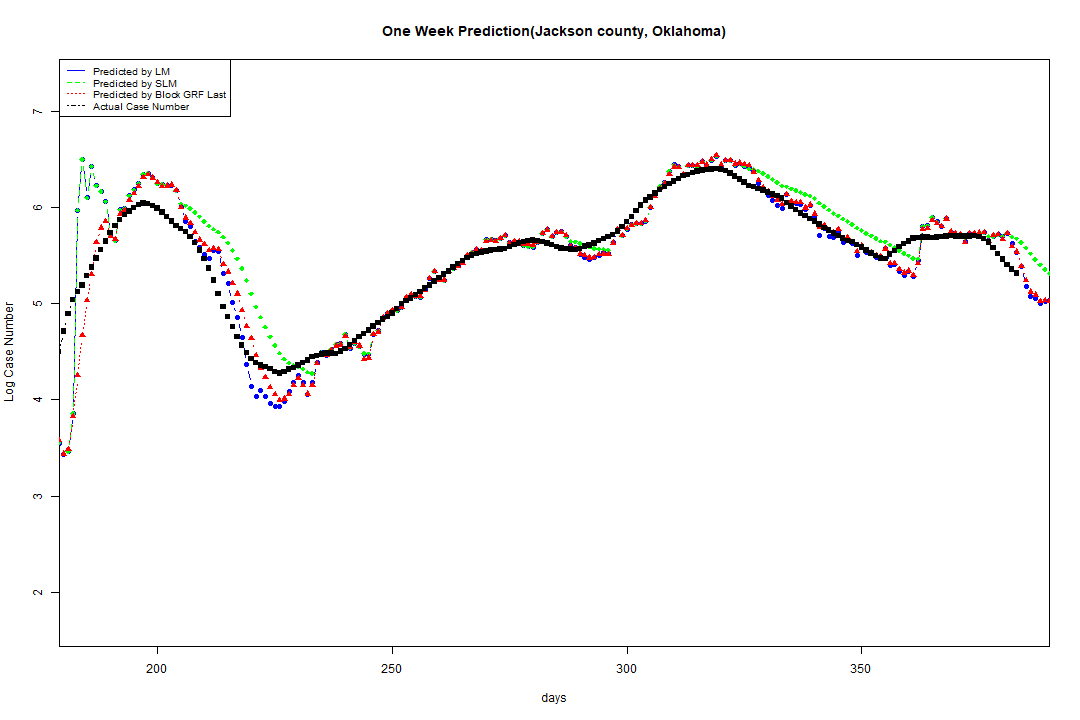 One Week Prediction(Jackson county, Oklahoma)
Predicted by LM
Predicted by SLM
Predicted by Block GRF Last
Actual Case Number
7
6
5
4
3
2
Log Case Number
200 250 300 350
days